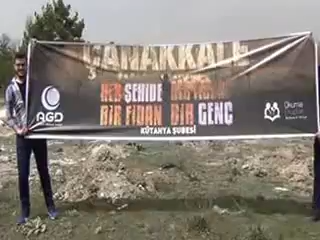 ÇANAKKALE
HER ŞEHİDE
BİR FİDAN BİR GENÇ
KÜTAHYA ŞUBESİ
AGD
Okuma